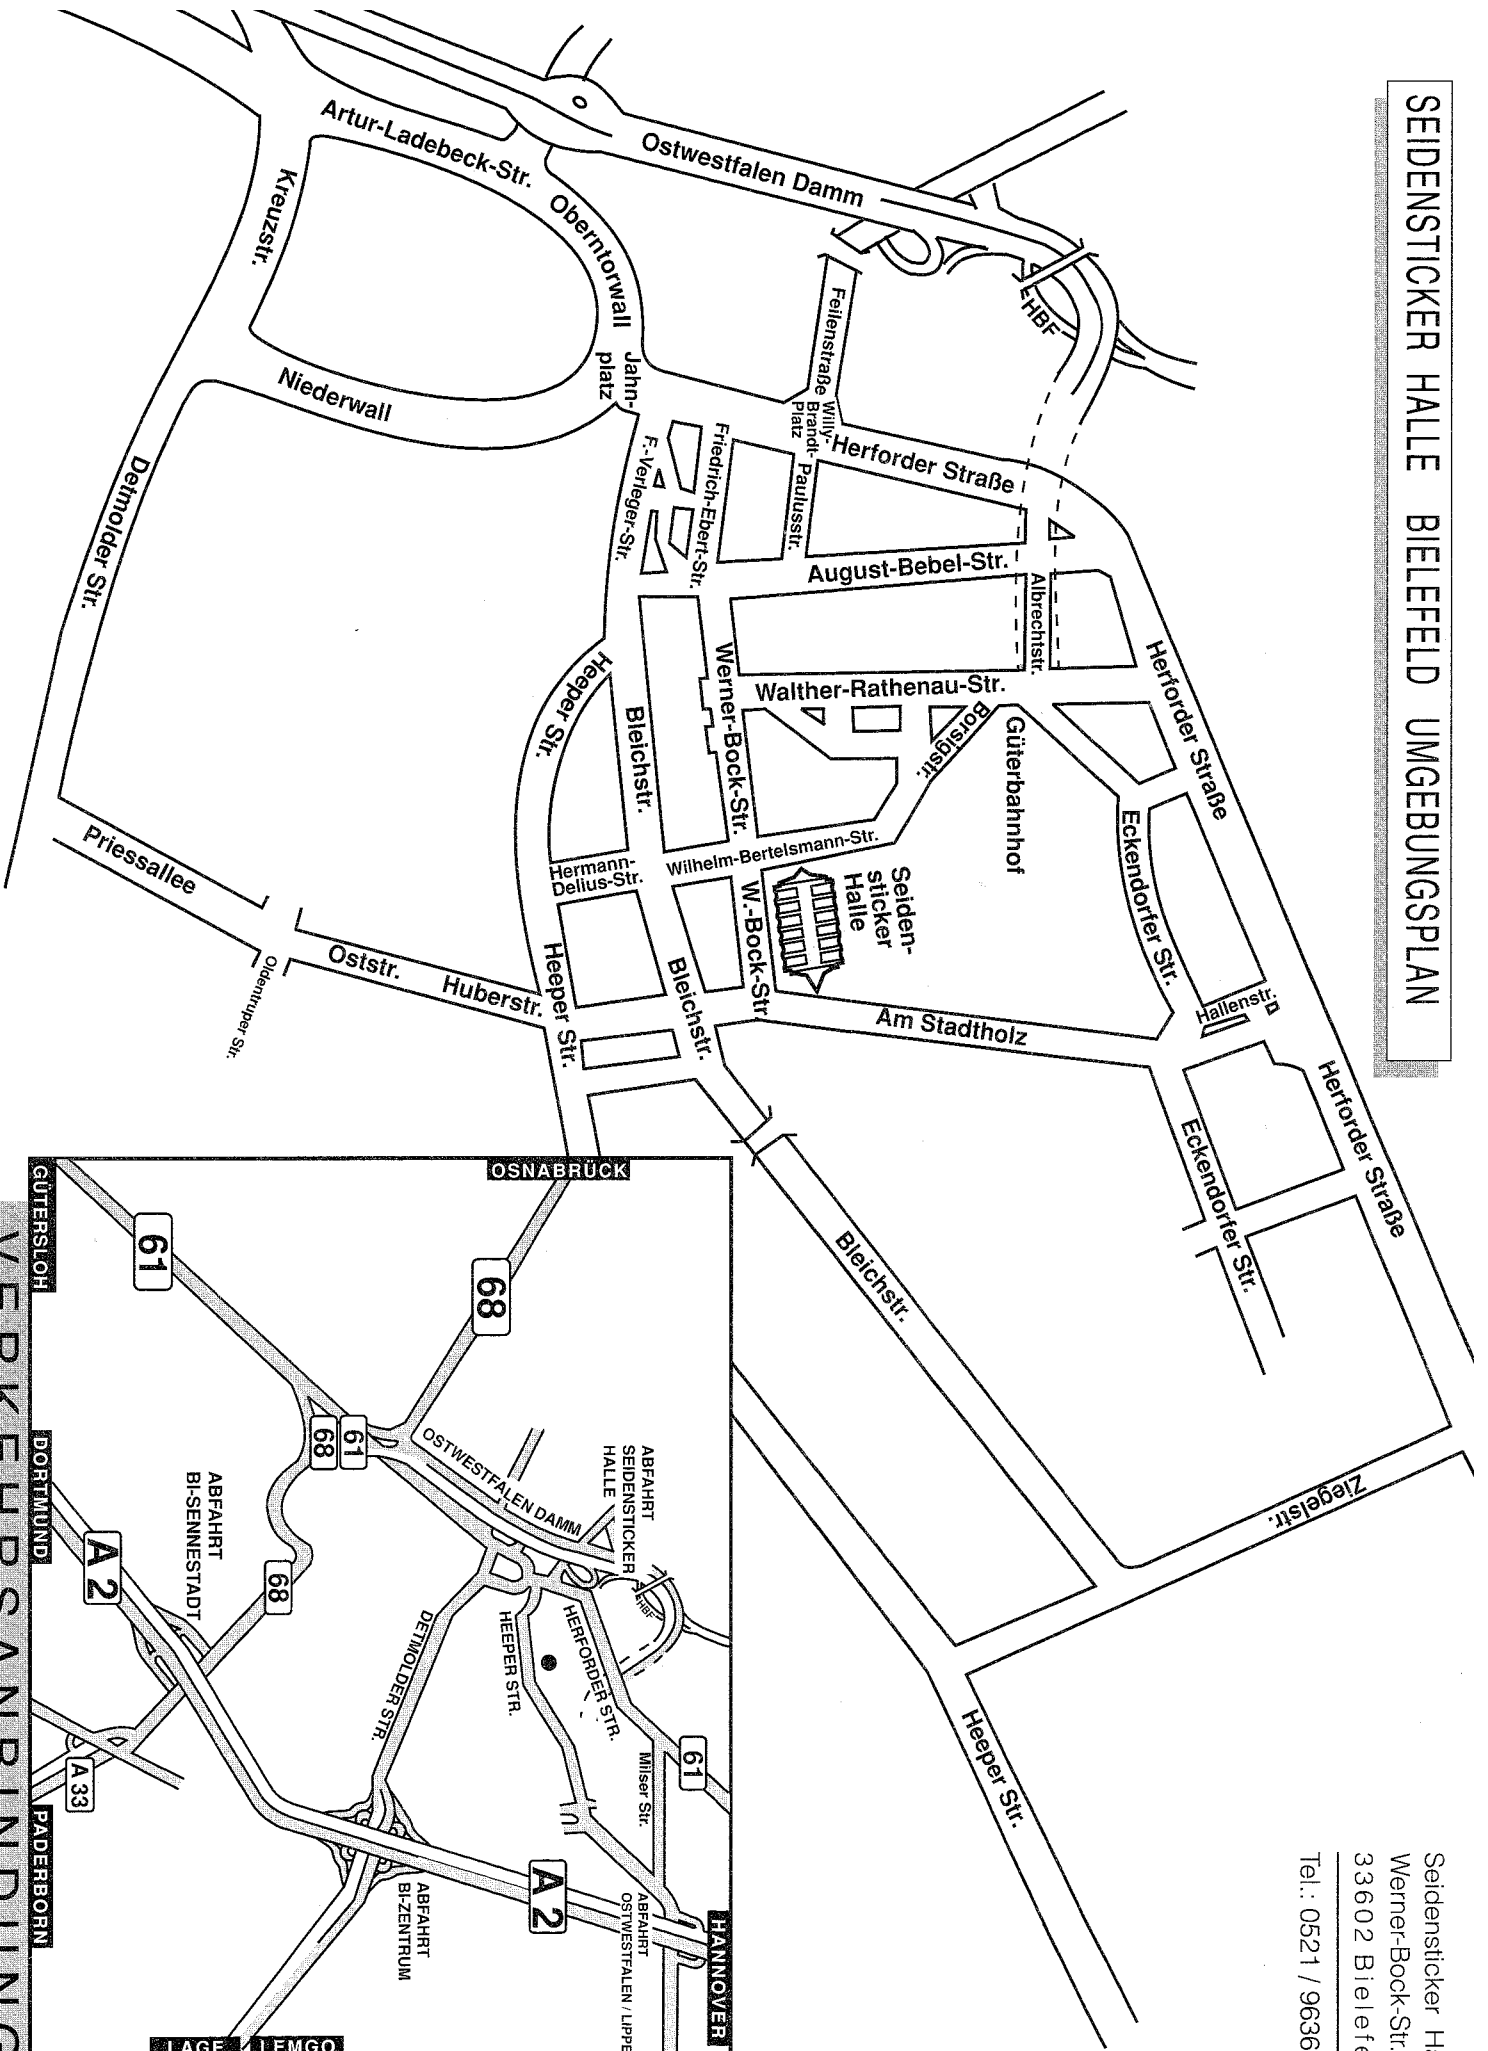 SEIDENSTICKER HALLE BIELEFELD UMGEBUNGSPLAN
Seidensticker
Werner-Bock-Str.
33602
Tel.: 0521 / 9636
Ostwestfalen Damm
Artur-Ladebeck-Str.
Oberntorwall
Kreuzstr.
Niederwall
Jahn-
platz
Detmolder Str.
Feilenstraße
HBF
Willy-
Brandt-
Platz
Herforder Straße
Paulusstr.
Friedrich-Ebert-Str.
F.-Verleger-Str.
August-Bebel-Str.
Albrechtstr.
Herforder Straße
Walther-Rathenau-Str.
Werner-Bock-Str.
Heeper Str.
Bleichstr.
Borsigstr.
Güterbahnhof
Eckendorfer Str.
Wilhelm-Bertelsmann-Str.
Hermann-
Delius-Str.
Seiden-
sticker
Halle
W.-Bock-Str.
Priessallee
Oststr.
Huberstr.
Oldentruper Str.
Heeper Str.
Bleichstr.
Am Stadtholz
Hallenstr.
Herforder Straße
Eckendorfer Str.
Bleichstr.
Ziegelstr.
Heeper Str.
OSNABRÜCK
GÜTERSLOH
DORTMUND
PADERBORN
HANNOVER
LAGE
LEMGO
61
68
61
68
68
A 2
A 33
61
A 2
OSTWESTFALEN DAMM
ABFAHRT
SEIDENSTICKER
HALLE
ABFAHRT
BI-SENNESTADT
HBF
HERFORDER STR.
HEEPER STR.
DETMOLDER STR.
Milser Str.
ABFAHRT
BI-ZENTRUM
ABFAHRT
OSTWESTFALEN / LIPPE